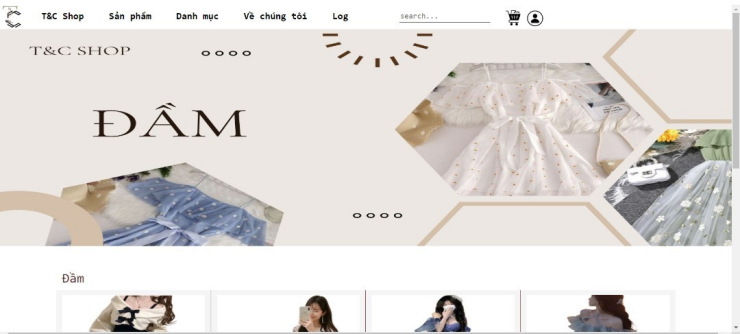 T&C Shop Sản phẩm Danh mục Về chúng tôi Log search...
T&C SHOP
ĐẦM
Đầm